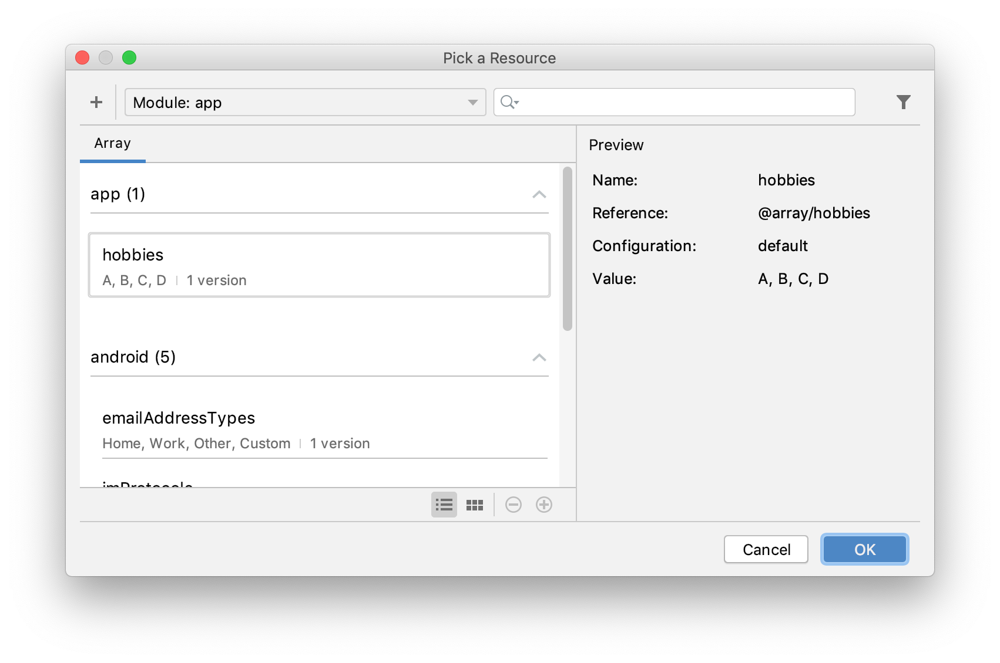 Pick a Resource
Module: app
Array
app (1)
hobbies
A, B, C, D | 1 version
android (5)
emailAddressTypes
Home, Work, Other, Custom | 1 version
imProtocols
Preview
Name: hobbies
Reference: @array/hobbies
Configuration: default
Value: A, B, C, D
Cancel
OK